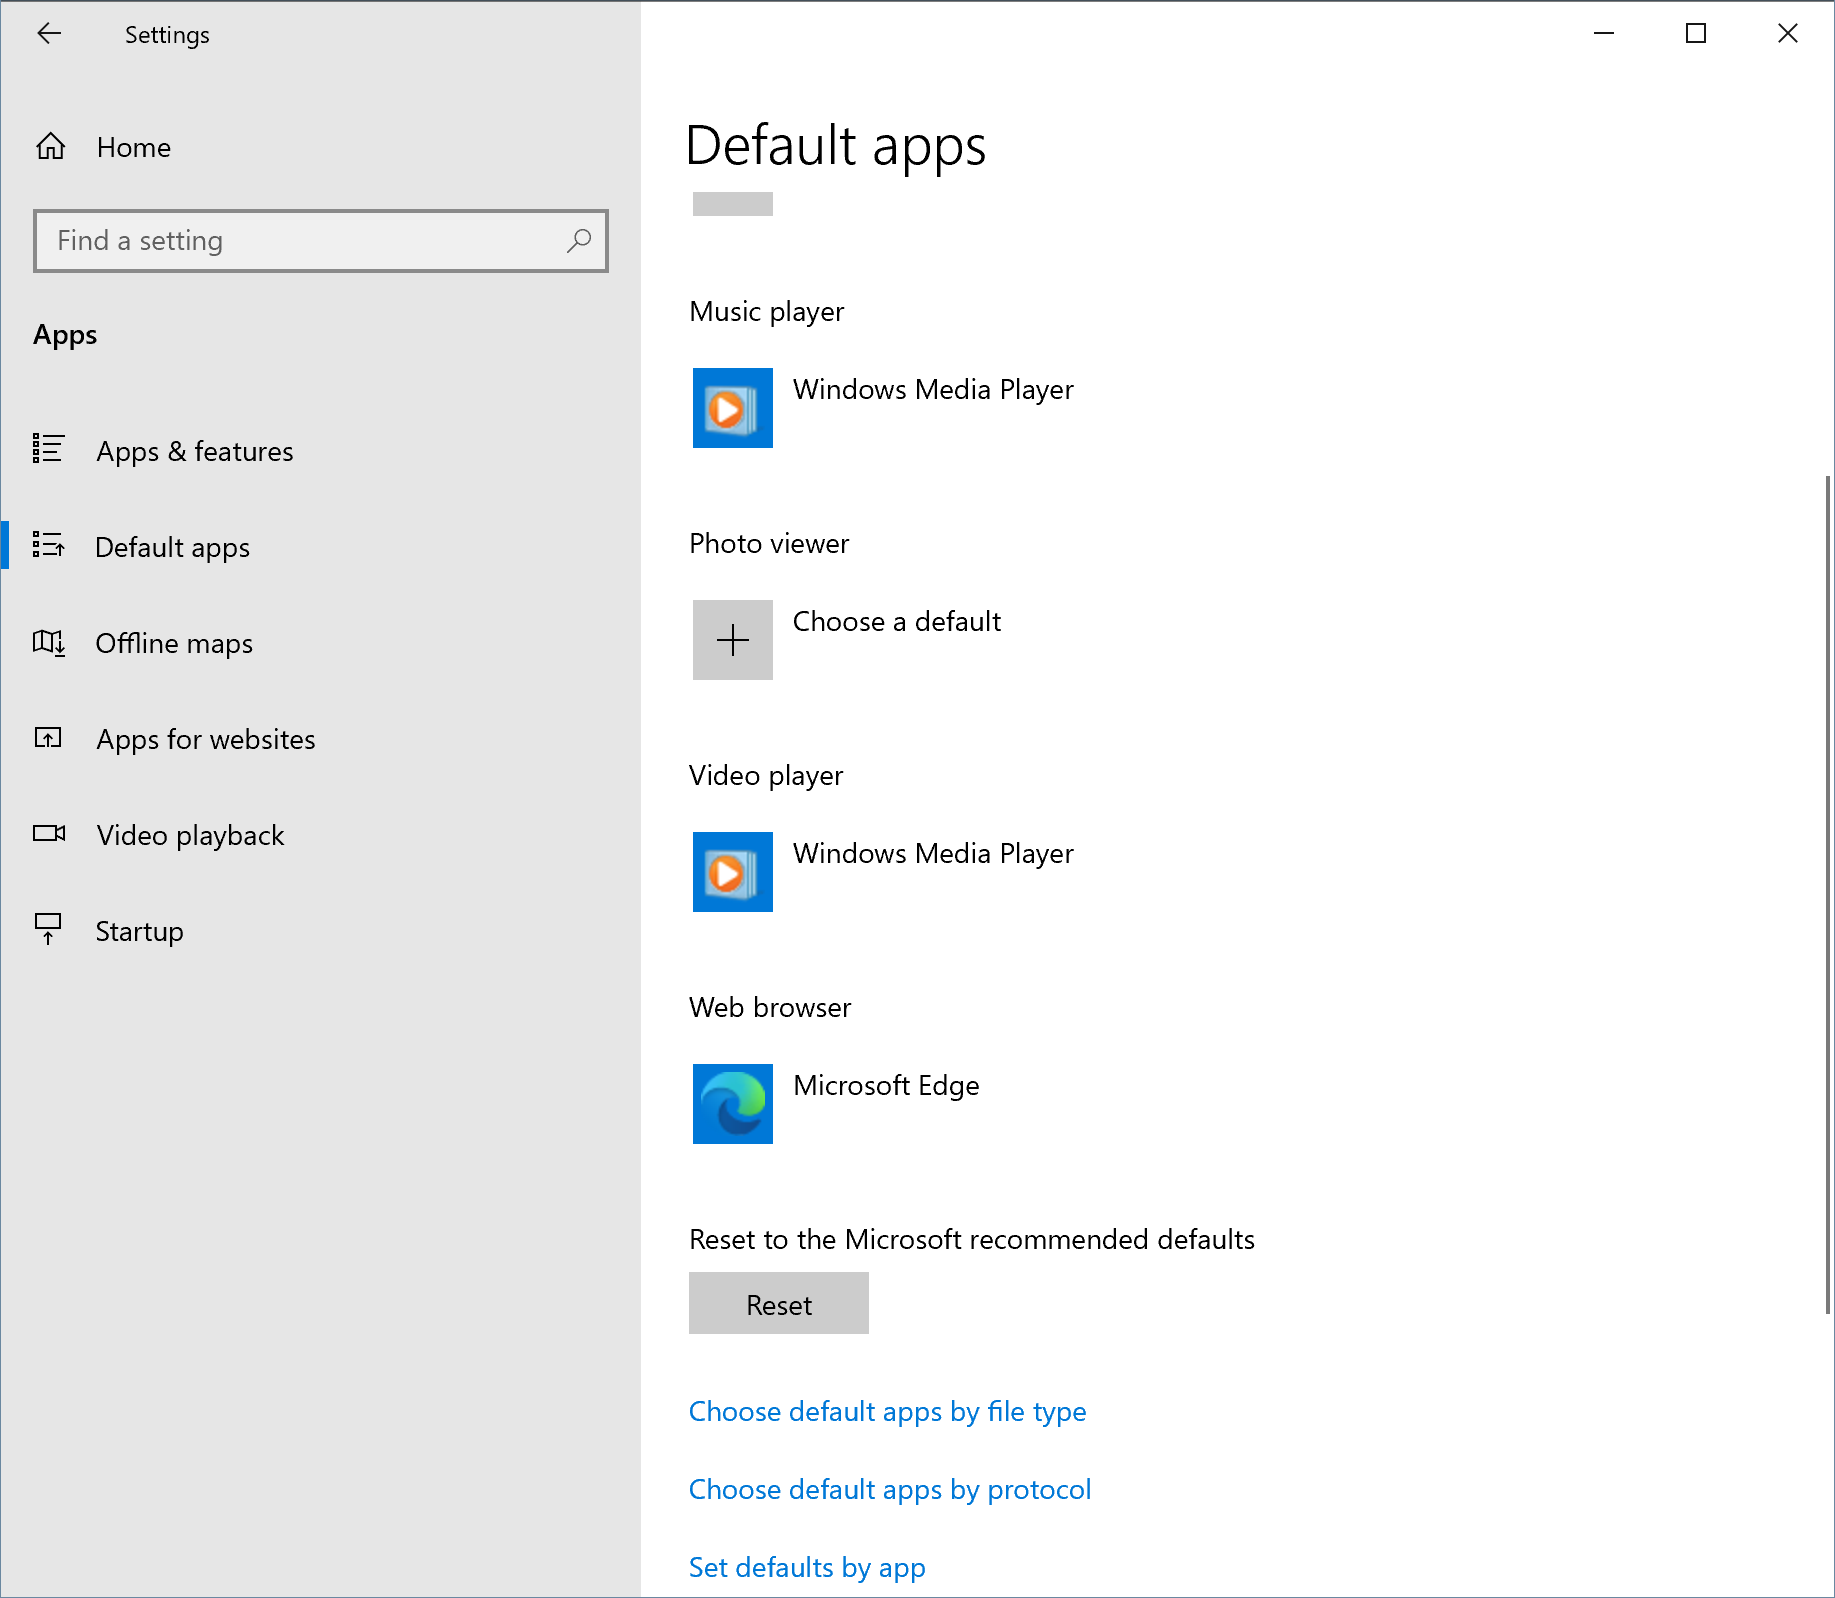 Settings
Home
Find a setting
Apps
Apps & features
Default apps
Offline maps
Apps for websites
Video playback
Startup
Default apps
Music player
Windows Media Player
Photo viewer
Choose a default
Video player
Windows Media Player
Web browser
Microsoft Edge
Reset to the Microsoft recommended defaults
Reset
Choose default apps by file type
Choose default apps by protocol
Set defaults by app